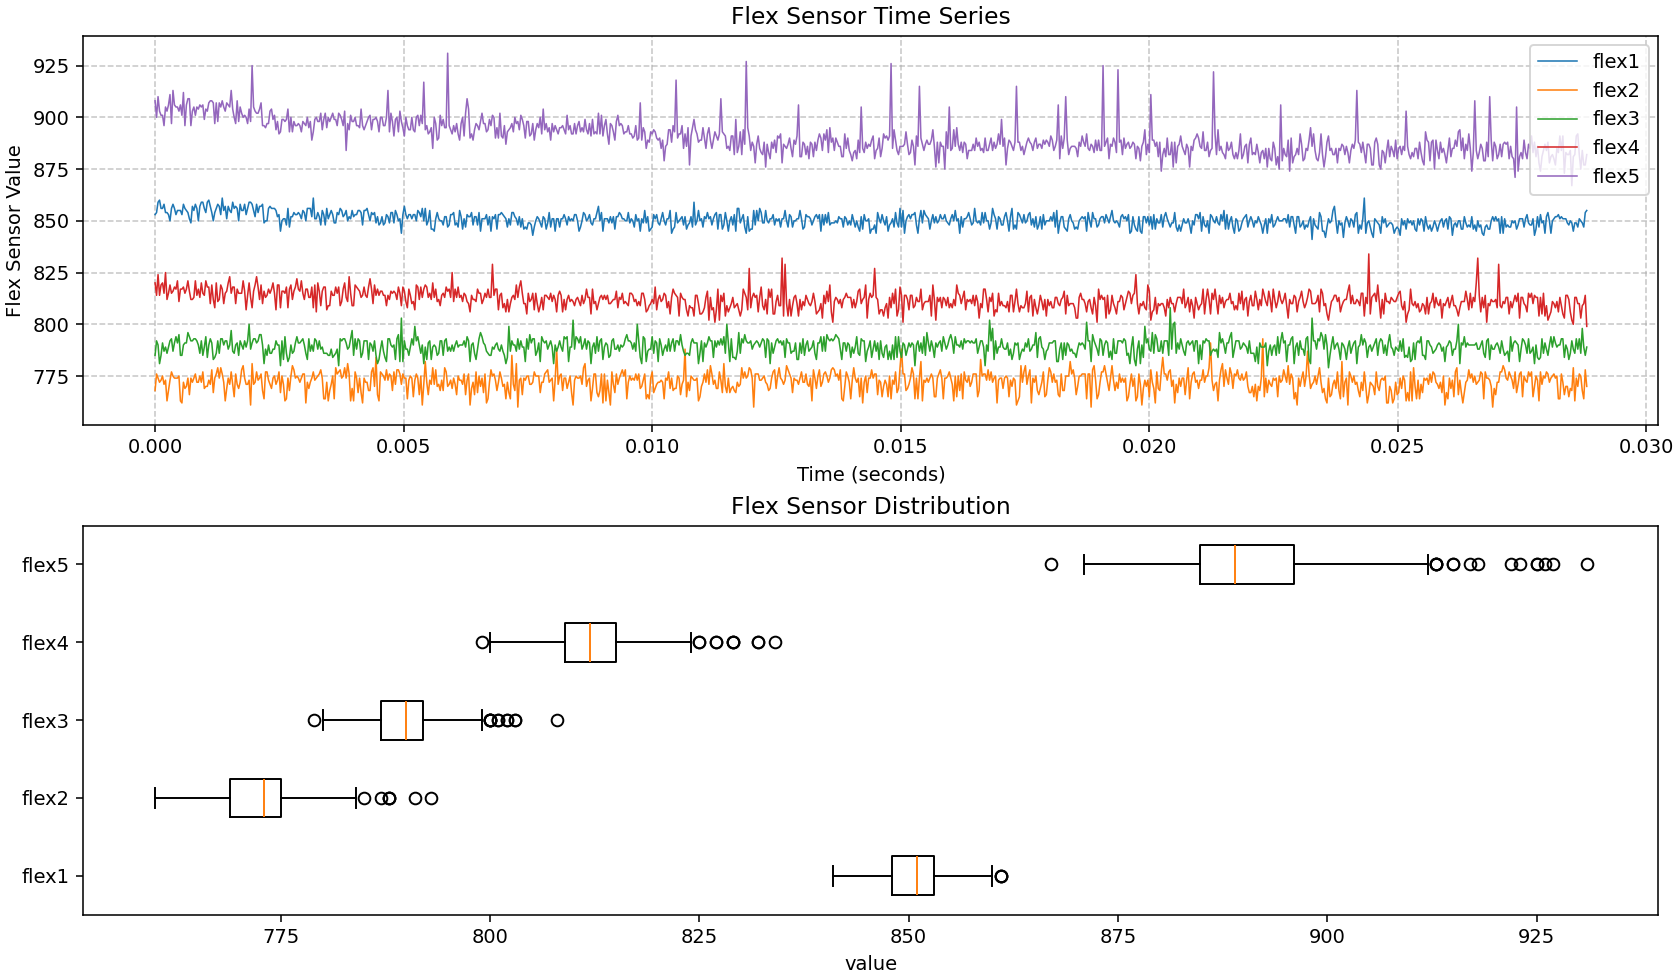 Flex Sensor Time Series
Flex Sensor Value
925
900
875
850
825
800
775
flex1
flex2
flex3
flex4
flex5
0.000 0.005 0.010 0.015 0.020 0.025 0.030
Time (seconds)
Flex Sensor Distribution
flex5
flex4
flex3
flex2
flex1
775 800 825 850 875 900 925
value